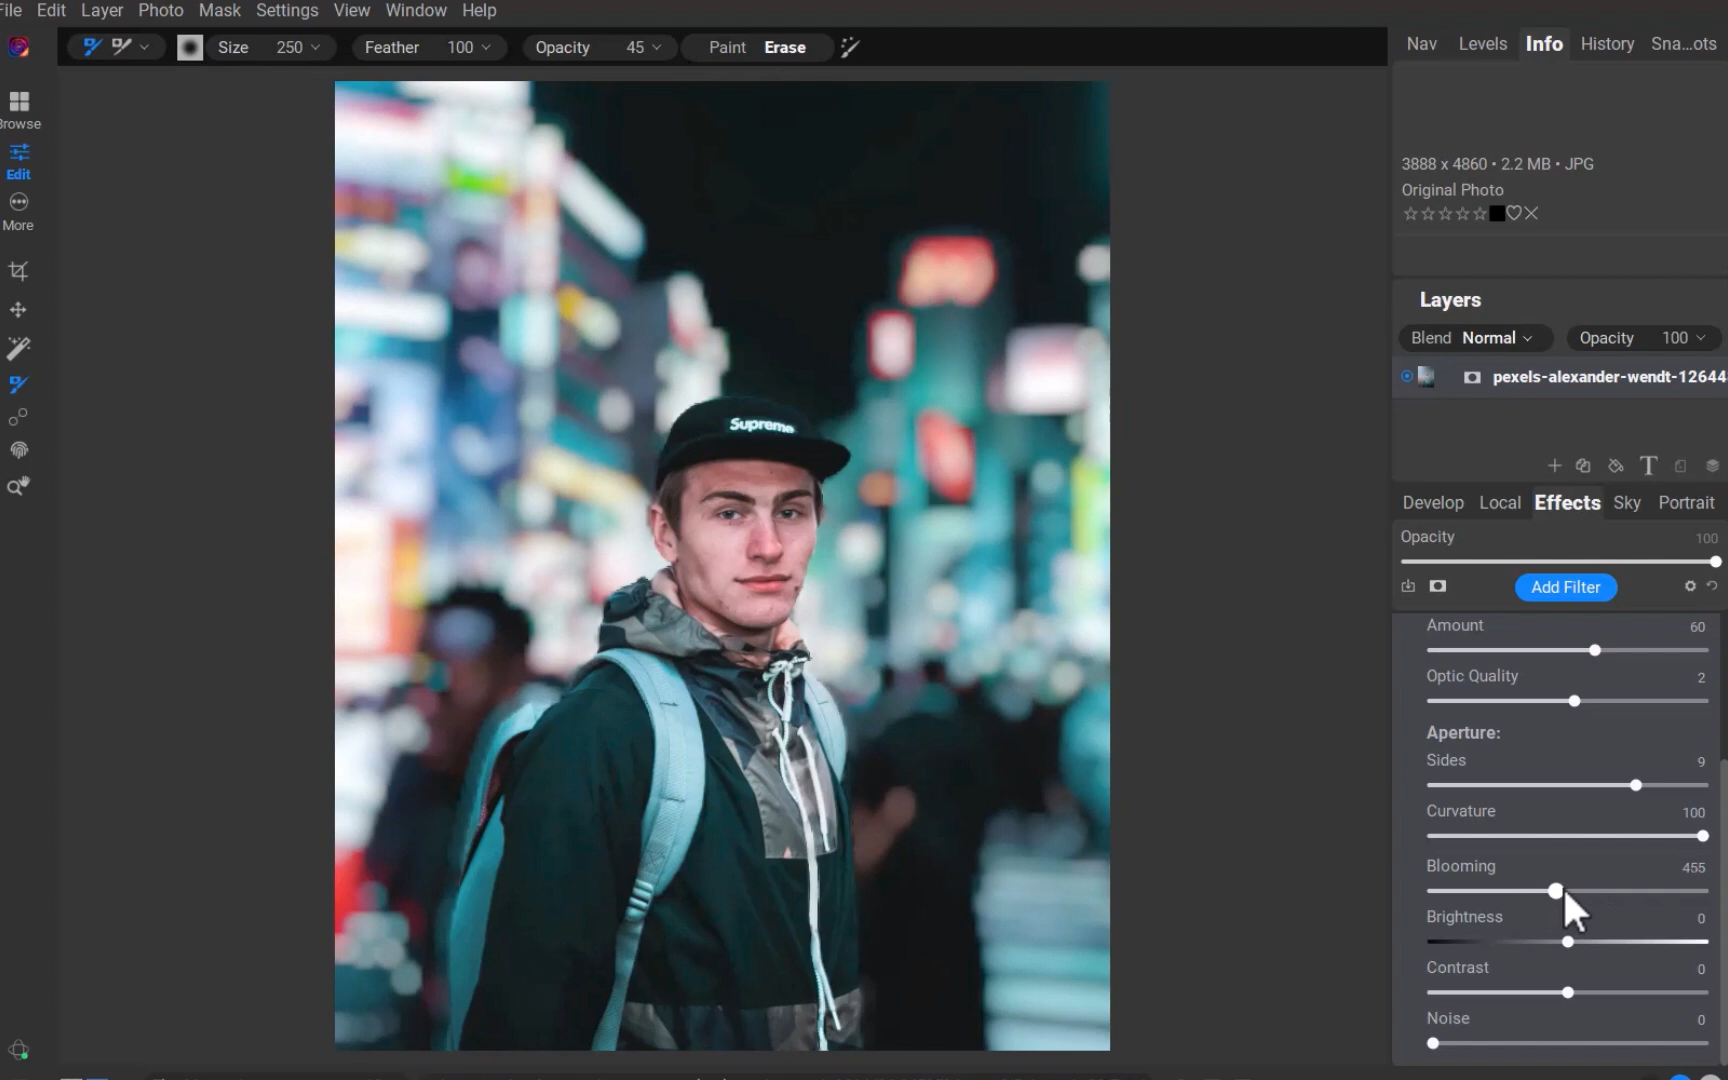 File Edit Layer Photo Mask Settings View Window Help
Size 250 Feather 100 Opacity 45 Paint Erase
Nav Levels Info History Sna...ots
Browse
Edit
More
3888 x 4860 • 2.2 MB • JPG
Original Photo
Layers
Blend Normal Opacity 100
pexels-alexander-wendt-12644
T
Develop Local Effects Sky Portrait
Opacity 100
Add Filter
Amount 60
Optic Quality 2
Aperture:
Sides 9
Curvature 100
Blooming 455
Brightness 0
Contrast 0
Noise 0
Supreme